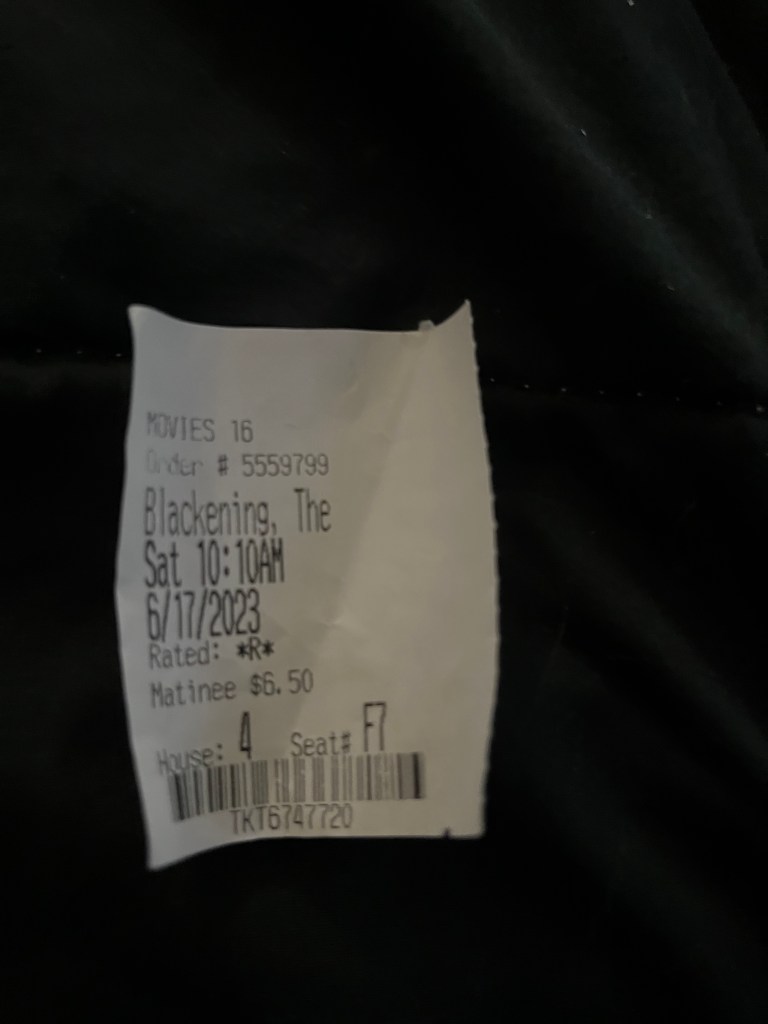 MOVIES 16
Order # 5559799
Blackening, The
Sat 10:10AM
6/17/2023
Rated: *R*
Matinee $6.50
House: 4 Seat# F7
TKT6747720